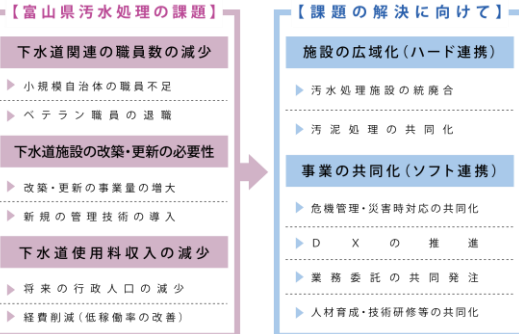 【富山県汚水処理の課題】
下水道関連の職員数の減少
小規模自治体の職員不足
ベテラン職員の退職
下水道施設の改築・更新の必要性
改築・更新の事業量の増大
新規の管理技術の導入
下水道使用料収入の減少
将来の行政人口の減少
経費削減(低稼働率の改善)
【課題の解決に向けて】
施設の広域化(ハード連携)
汚水処理施設の統廃合
汚泥処理の共同化
事業の共同化(ソフト連携)
危機管理・災害時対応の共同化
DXの推進
業務委託の共同発注
人材育成・技術研修等の共同化